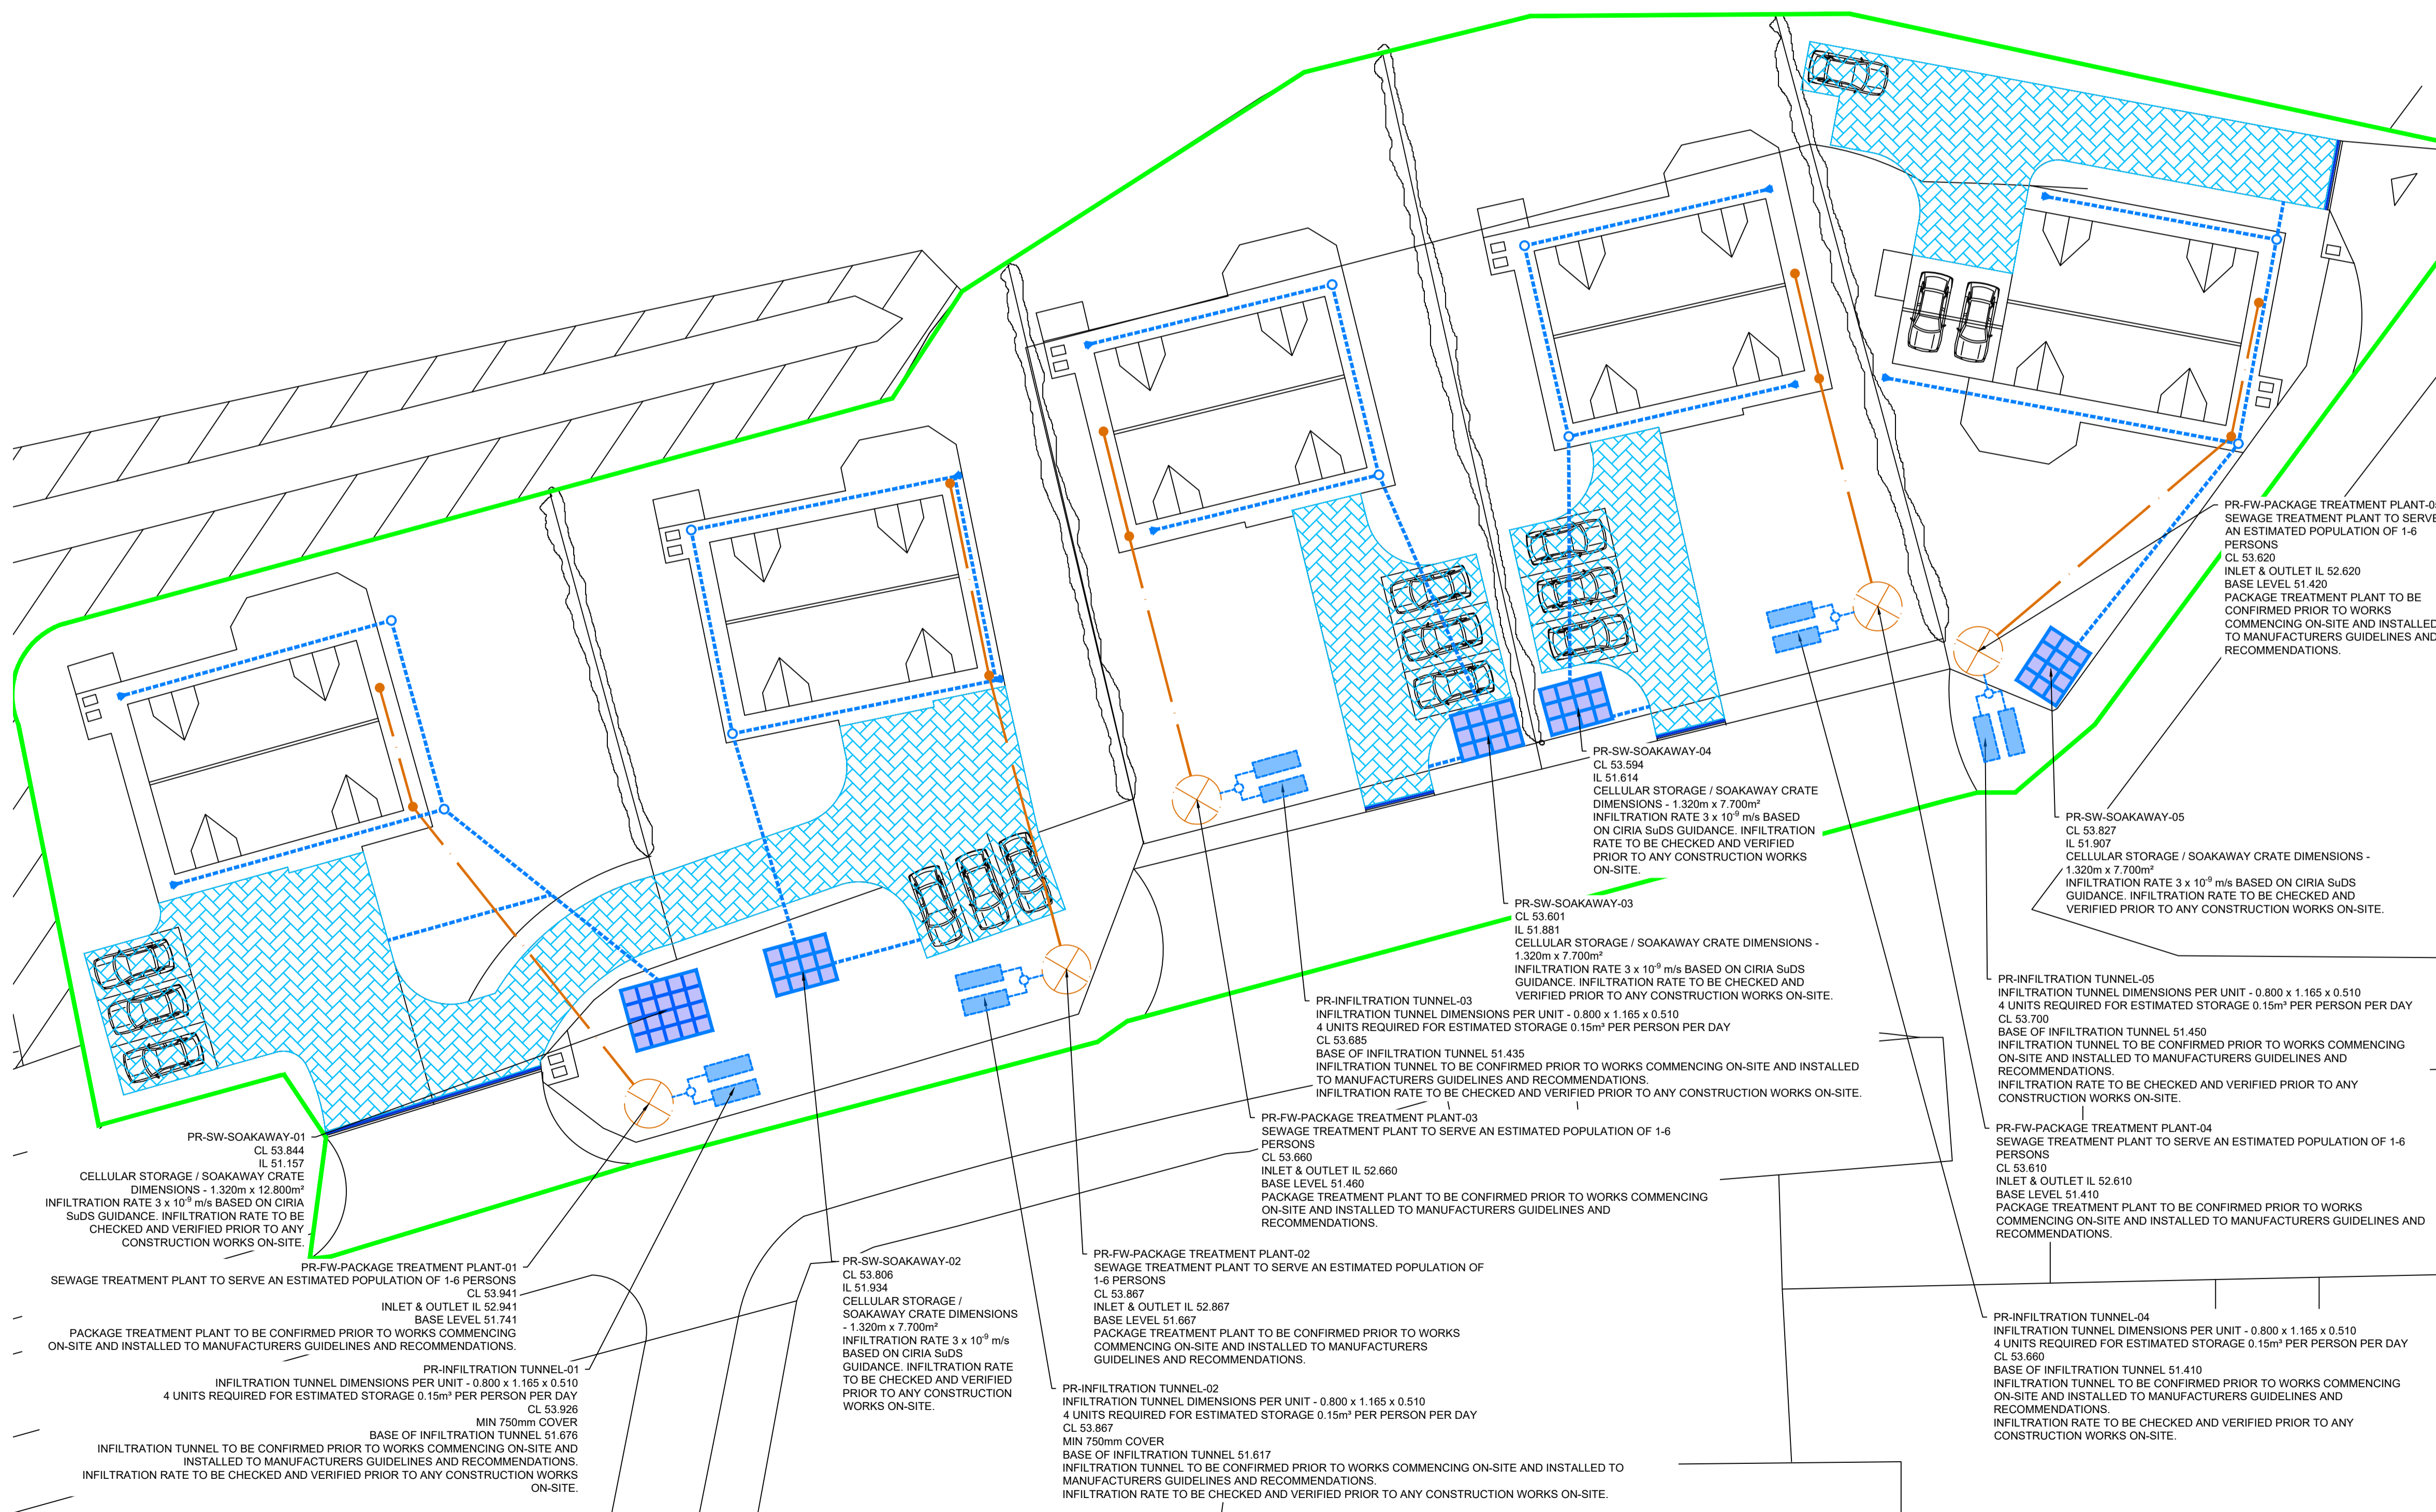 PR-FW-PACKAGE TREATMENT PLANT-05
SEWAGE TREATMENT PLANT TO SERVE
AN ESTIMATED POPULATION OF 1-6
PERSONS
CL 53.620
INLET & OUTLET IL 52.620
BASE LEVEL 51.420
PACKAGE TREATMENT PLANT TO BE
CONFIRMED PRIOR TO WORKS
COMMENCING ON-SITE AND INSTALLED
TO MANUFACTURERS GUIDELINES AND
RECOMMENDATIONS.
PR-SW-SOAKAWAY-04
CL 53.594
IL 51.614
CELLULAR STORAGE / SOAKAWAY CRATE
DIMENSIONS - 1.320m x 7.700m²
INFILTRATION RATE 3 x 10⁻⁹ m/s BASED
ON CIRIA SuDS GUIDANCE. INFILTRATION
RATE TO BE CHECKED AND VERIFIED
PRIOR TO ANY CONSTRUCTION WORKS
ON-SITE.
PR-SW-SOAKAWAY-05
CL 53.827
IL 51.907
CELLULAR STORAGE / SOAKAWAY CRATE DIMENSIONS -
1.320m x 7.700m²
INFILTRATION RATE 3 x 10⁻⁹ m/s BASED ON CIRIA SuDS
GUIDANCE. INFILTRATION RATE TO BE CHECKED AND
VERIFIED PRIOR TO ANY CONSTRUCTION WORKS ON-SITE.
PR-SW-SOAKAWAY-03
CL 53.601
IL 51.881
CELLULAR STORAGE / SOAKAWAY CRATE DIMENSIONS -
1.320m x 7.700m²
INFILTRATION RATE 3 x 10⁻⁹ m/s BASED ON CIRIA SuDS
GUIDANCE. INFILTRATION RATE TO BE CHECKED AND
VERIFIED PRIOR TO ANY CONSTRUCTION WORKS ON-SITE.
PR-INFILTRATION TUNNEL-05
INFILTRATION TUNNEL DIMENSIONS PER UNIT - 0.800 x 1.165 x 0.510
4 UNITS REQUIRED FOR ESTIMATED STORAGE 0.15m³ PER PERSON PER DAY
CL 53.700
BASE OF INFILTRATION TUNNEL 51.450
INFILTRATION TUNNEL TO BE CONFIRMED PRIOR TO WORKS COMMENCING
ON-SITE AND INSTALLED TO MANUFACTURERS GUIDELINES AND
RECOMMENDATIONS.
INFILTRATION RATE TO BE CHECKED AND VERIFIED PRIOR TO ANY
CONSTRUCTION WORKS ON-SITE.
PR-INFILTRATION TUNNEL-03
INFILTRATION TUNNEL DIMENSIONS PER UNIT - 0.800 x 1.165 x 0.510
4 UNITS REQUIRED FOR ESTIMATED STORAGE 0.15m³ PER PERSON PER DAY
CL 53.685
BASE OF INFILTRATION TUNNEL 51.435
INFILTRATION TUNNEL TO BE CONFIRMED PRIOR TO WORKS COMMENCING ON-SITE AND INSTALLED
TO MANUFACTURERS GUIDELINES AND RECOMMENDATIONS.
INFILTRATION RATE TO BE CHECKED AND VERIFIED PRIOR TO ANY CONSTRUCTION WORKS ON-SITE.
PR-FW-PACKAGE TREATMENT PLANT-03
SEWAGE TREATMENT PLANT TO SERVE AN ESTIMATED POPULATION OF 1-6
PERSONS
CL 53.660
INLET & OUTLET IL 52.660
BASE LEVEL 51.460
PACKAGE TREATMENT PLANT TO BE CONFIRMED PRIOR TO WORKS COMMENCING
ON-SITE AND INSTALLED TO MANUFACTURERS GUIDELINES AND
RECOMMENDATIONS.
PR-FW-PACKAGE TREATMENT PLANT-04
SEWAGE TREATMENT PLANT TO SERVE AN ESTIMATED POPULATION OF 1-6
PERSONS
CL 53.610
INLET & OUTLET IL 52.610
BASE LEVEL 51.410
PACKAGE TREATMENT PLANT TO BE CONFIRMED PRIOR TO WORKS
COMMENCING ON-SITE AND INSTALLED TO MANUFACTURERS GUIDELINES AND
RECOMMENDATIONS.
PR-SW-SOAKAWAY-01
CL 53.844
IL 51.157
CELLULAR STORAGE / SOAKAWAY CRATE
DIMENSIONS - 1.320m x 12.800m²
INFILTRATION RATE 3 x 10⁻⁹ m/s BASED ON CIRIA
SuDS GUIDANCE. INFILTRATION RATE TO BE
CHECKED AND VERIFIED PRIOR TO ANY
CONSTRUCTION WORKS ON-SITE.
PR-FW-PACKAGE TREATMENT PLANT-01
SEWAGE TREATMENT PLANT TO SERVE AN ESTIMATED POPULATION OF 1-6 PERSONS
CL 53.941
INLET & OUTLET IL 52.941
BASE LEVEL 51.741
PACKAGE TREATMENT PLANT TO BE CONFIRMED PRIOR TO WORKS COMMENCING
ON-SITE AND INSTALLED TO MANUFACTURERS GUIDELINES AND RECOMMENDATIONS.
PR-INFILTRATION TUNNEL-01
INFILTRATION TUNNEL DIMENSIONS PER UNIT - 0.800 x 1.165 x 0.510
4 UNITS REQUIRED FOR ESTIMATED STORAGE 0.15m³ PER PERSON PER DAY
CL 53.926
MIN 750mm COVER
BASE OF INFILTRATION TUNNEL 51.676
INFILTRATION TUNNEL TO BE CONFIRMED PRIOR TO WORKS COMMENCING ON-SITE AND
INSTALLED TO MANUFACTURERS GUIDELINES AND RECOMMENDATIONS.
INFILTRATION RATE TO BE CHECKED AND VERIFIED PRIOR TO ANY CONSTRUCTION WORKS
ON-SITE.
PR-SW-SOAKAWAY-02
CL 53.806
IL 51.934
CELLULAR STORAGE /
SOAKAWAY CRATE DIMENSIONS
- 1.320m x 7.700m²
INFILTRATION RATE 3 x 10⁻⁹ m/s
BASED ON CIRIA SuDS
GUIDANCE. INFILTRATION RATE
TO BE CHECKED AND VERIFIED
PRIOR TO ANY CONSTRUCTION
WORKS ON-SITE.
PR-FW-PACKAGE TREATMENT PLANT-02
SEWAGE TREATMENT PLANT TO SERVE AN ESTIMATED POPULATION OF
1-6 PERSONS
CL 53.867
INLET & OUTLET IL 52.867
BASE LEVEL 51.667
PACKAGE TREATMENT PLANT TO BE CONFIRMED PRIOR TO WORKS
COMMENCING ON-SITE AND INSTALLED TO MANUFACTURERS
GUIDELINES AND RECOMMENDATIONS.
PR-INFILTRATION TUNNEL-02
INFILTRATION TUNNEL DIMENSIONS PER UNIT - 0.800 x 1.165 x 0.510
4 UNITS REQUIRED FOR ESTIMATED STORAGE 0.15m³ PER PERSON PER DAY
CL 53.867
MIN 750mm COVER
BASE OF INFILTRATION TUNNEL 51.617
INFILTRATION TUNNEL TO BE CONFIRMED PRIOR TO WORKS COMMENCING ON-SITE AND INSTALLED TO
MANUFACTURERS GUIDELINES AND RECOMMENDATIONS.
INFILTRATION RATE TO BE CHECKED AND VERIFIED PRIOR TO ANY CONSTRUCTION WORKS ON-SITE.
PR-INFILTRATION TUNNEL-04
INFILTRATION TUNNEL DIMENSIONS PER UNIT - 0.800 x 1.165 x 0.510
4 UNITS REQUIRED FOR ESTIMATED STORAGE 0.15m³ PER PERSON PER DAY
CL 53.660
BASE OF INFILTRATION TUNNEL 51.410
INFILTRATION TUNNEL TO BE CONFIRMED PRIOR TO WORKS COMMENCING
ON-SITE AND INSTALLED TO MANUFACTURERS GUIDELINES AND
RECOMMENDATIONS.
INFILTRATION RATE TO BE CHECKED AND VERIFIED PRIOR TO ANY
CONSTRUCTION WORKS ON-SITE.